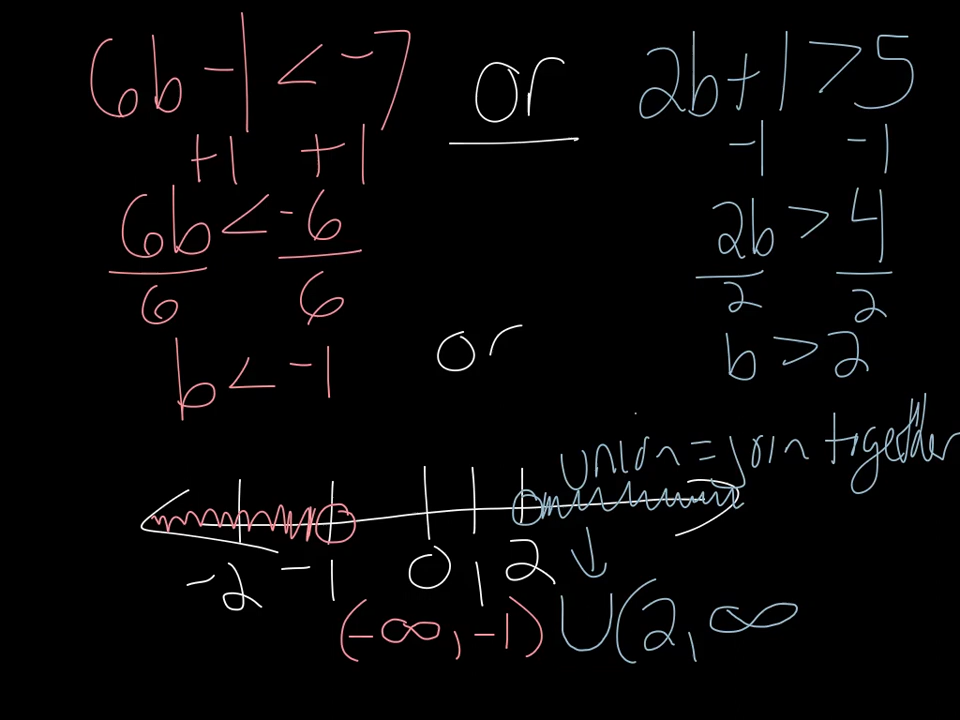 6b - 1 < -7 or 2b + 1 > 5
+1 +1 -1 -1
6b < -6 2b > 4
6 6 2 2
b < -1 or b > 2
union = join together
-2 -1 0 1 2
(-∞, -1) ∪ (2, ∞